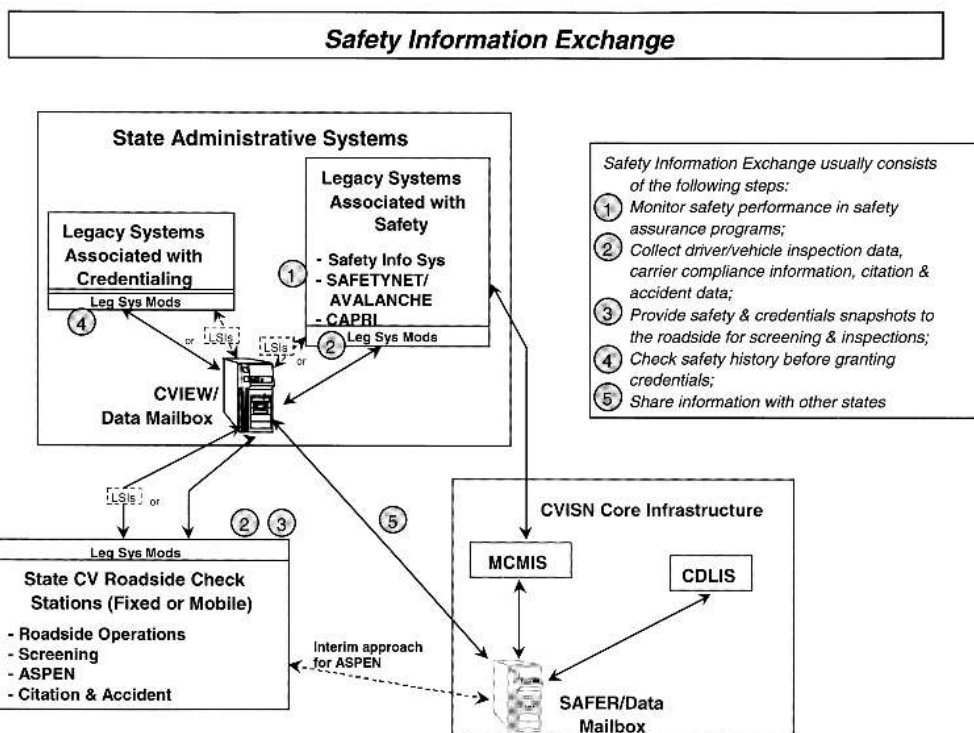 Safety Information Exchange
State Administrative Systems
Legacy Systems
Associated with
Credentialing
Leg Sys Mods
4
Legacy Systems
Associated with
Safety
- Safety Info Sys
- SAFETYNET/
AVALANCHE
- CAPRI
Leg Sys Mods
1
2
or
LSIs
LSIs
or
CVIEW/
Data Mailbox
Safety Information Exchange usually consists
of the following steps:
1 Monitor safety performance in safety
assurance programs;
2 Collect driver/vehicle inspection data,
carrier compliance information, citation &
accident data;
3 Provide safety & credentials snapshots to
the roadside for screening & inspections;
4 Check safety history before granting
credentials;
5 Share information with other states
LSIs or
2 3
5
Leg Sys Mods
State CV Roadside Check
Stations (Fixed or Mobile)
- Roadside Operations
- Screening
- ASPEN
- Citation & Accident
Interim approach
for ASPEN
CVISN Core Infrastructure
MCMIS
CDLIS
SAFER/Data
Mailbox